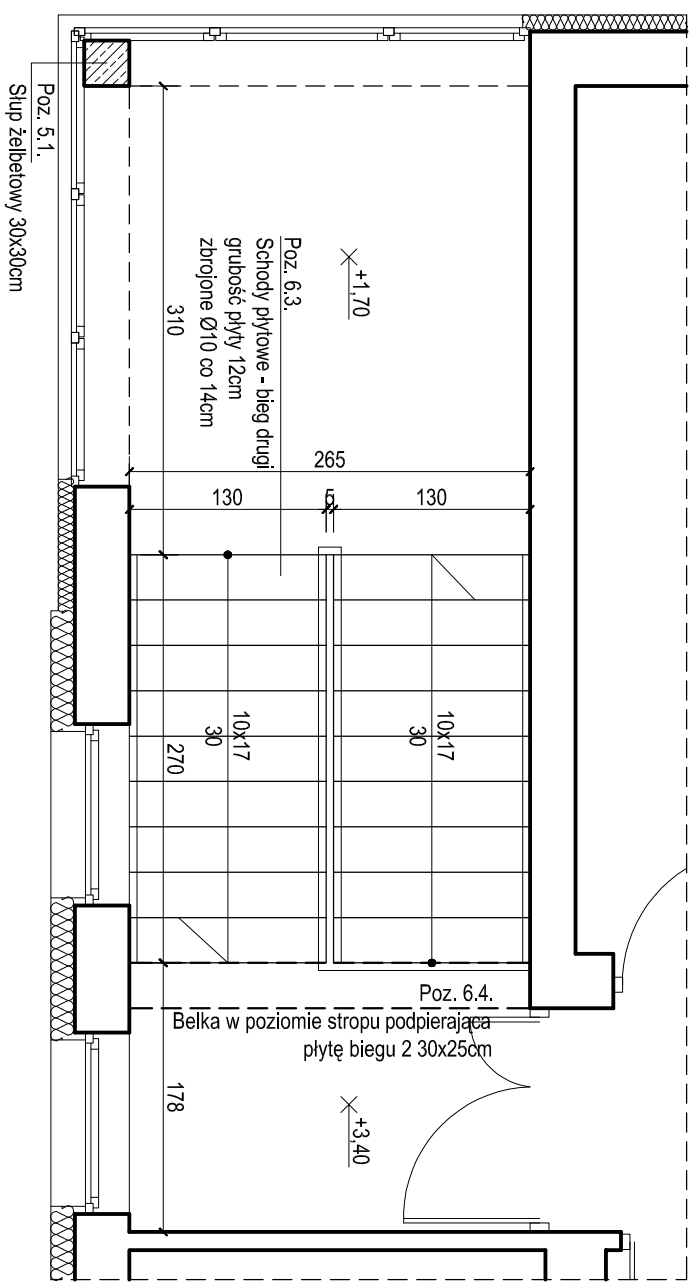 Poz. 5.1.
Słup żelbetowy 30x30cm
310
Poz. 6.3.
Schody płytowe - bieg drugi
grubość płyty 12cm
zbrojone Ø10 co 14cm
+1,70
265
130
5
130
10x17
30
10x17
30
270
Poz. 6.4.
Belka w poziomie stropu podpierająca
płytę biegu 2 30x25cm
178
+3,40